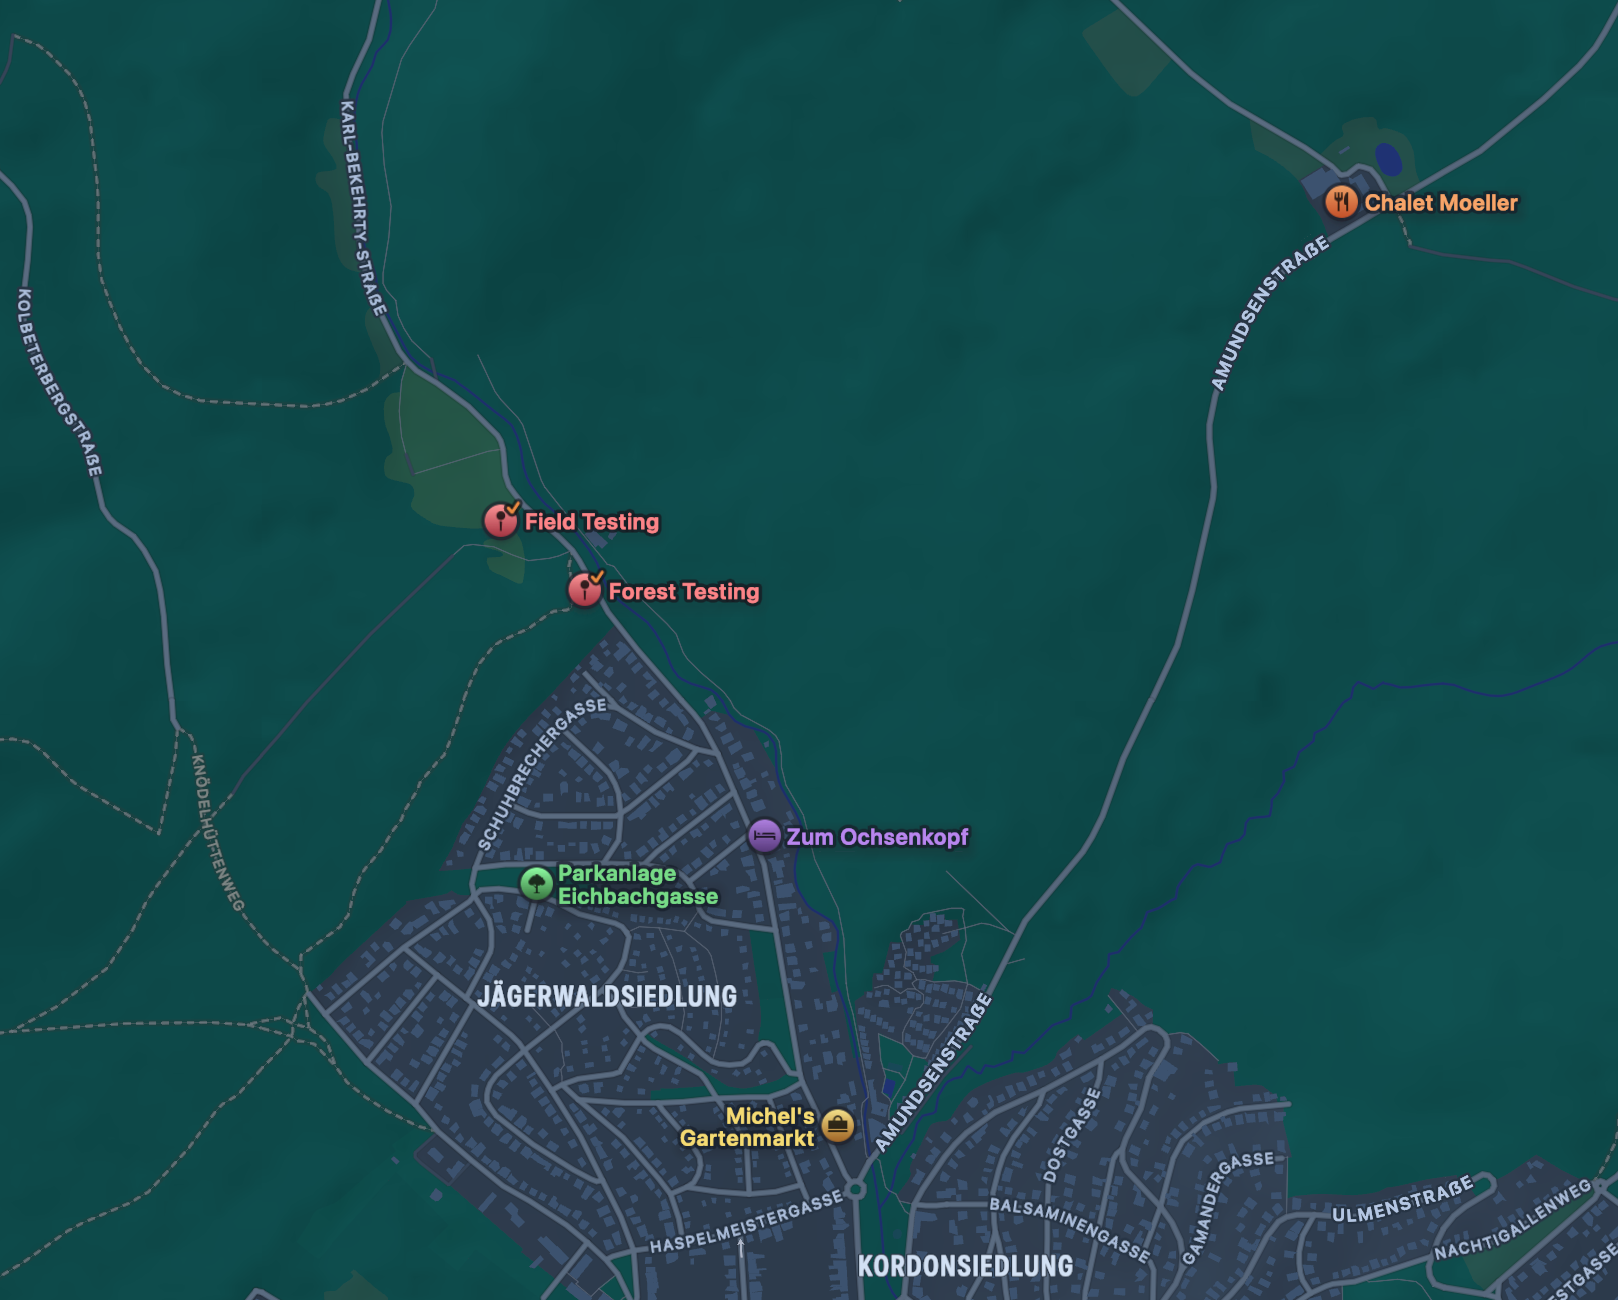 KARL-BEKEHRTY-STRAßE
Chalet Moeller
AMUNDSENSTRAßE
KOLBETERBERGSTRAßE
Field Testing
Forest Testing
SCHUHBRECHERGASSE
KNÖDELHÜTTENWEG
Zum Ochsenkopf
Parkanlage
Eichbachgasse
JÄGERWALDSIEDLUNG
AMUNDSENSTRAßE
Michel's
Gartenmarkt
DOSTGASSE
GAMANDERGASSE
HASPELMEISTERGASSE
BALSAMINENGASSE
ULMENSTRAßE
NACHTIGALLENWEG
KORDONSIEDLUNG